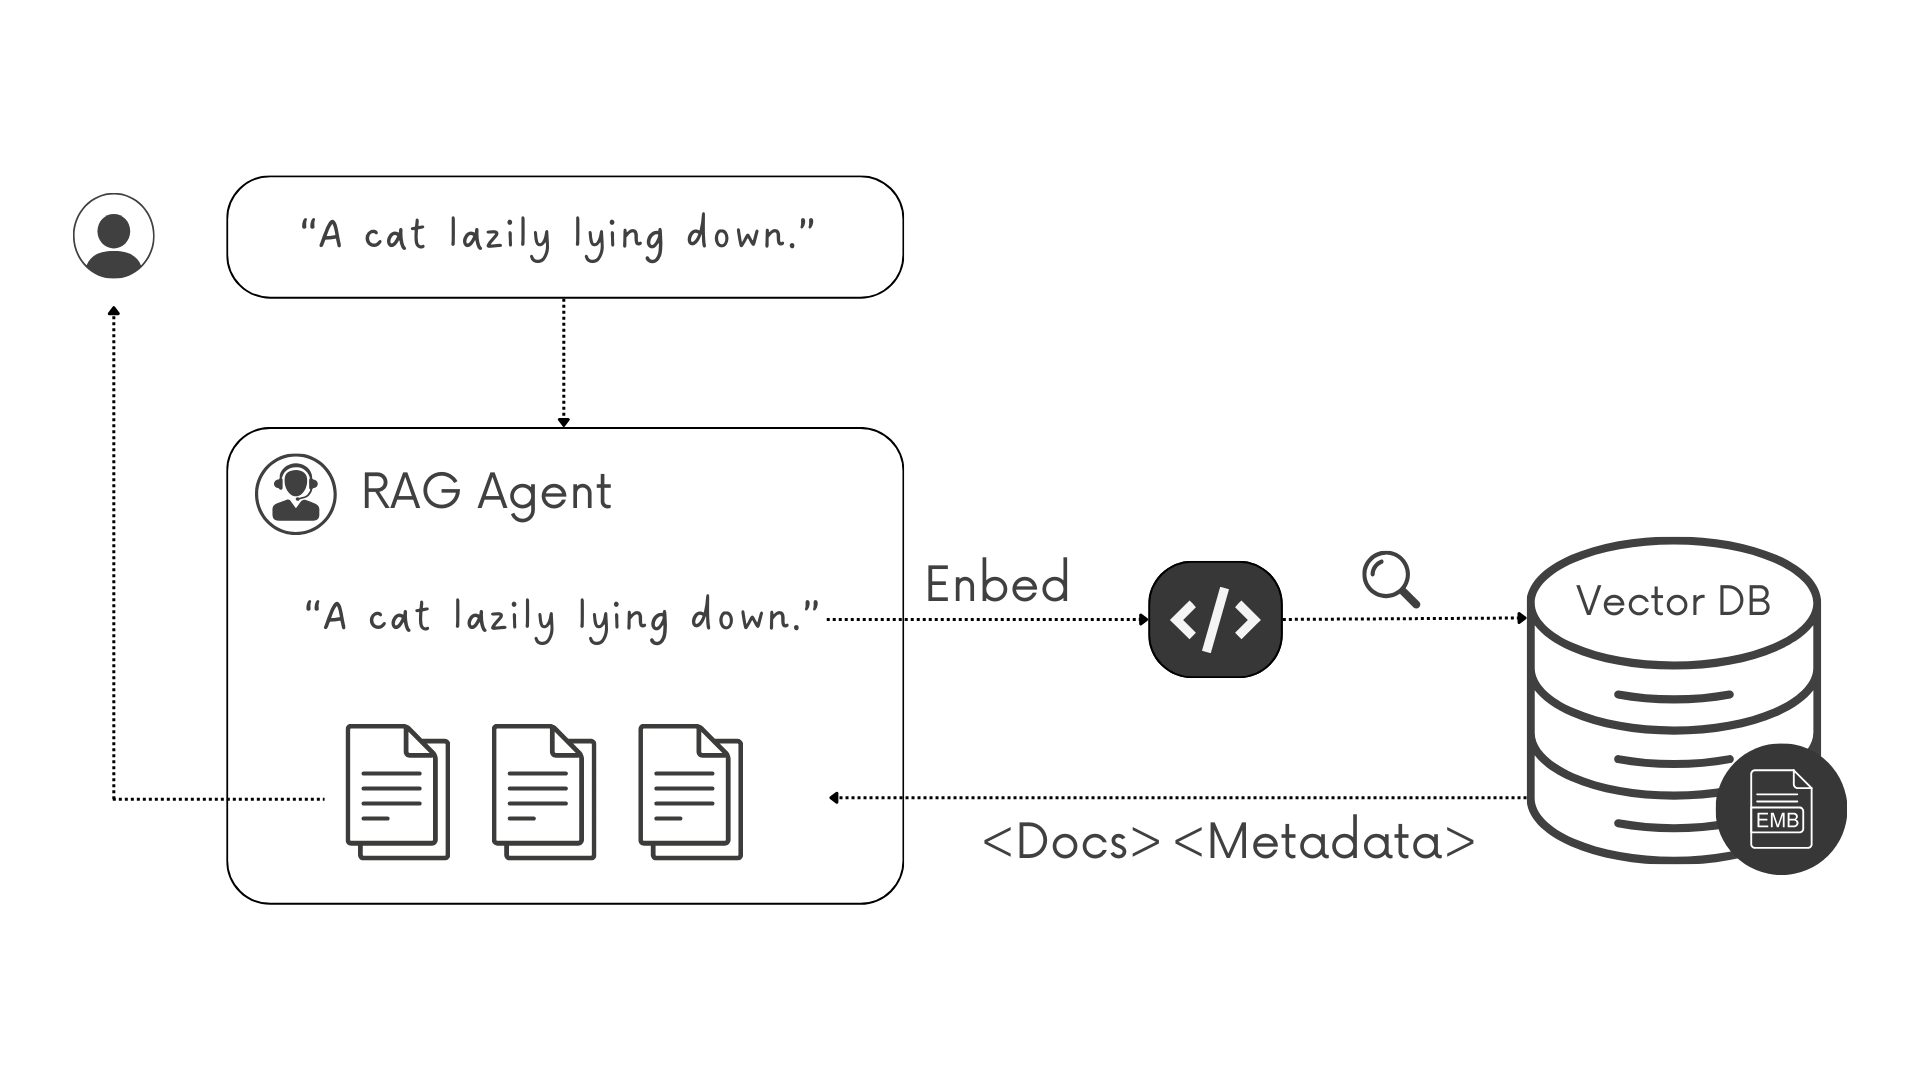 “A cat lazily lying down.”
RAG Agent
“A cat lazily lying down.”
Enbed
</>
Vector DB
<Docs> <Metadata>
EMB